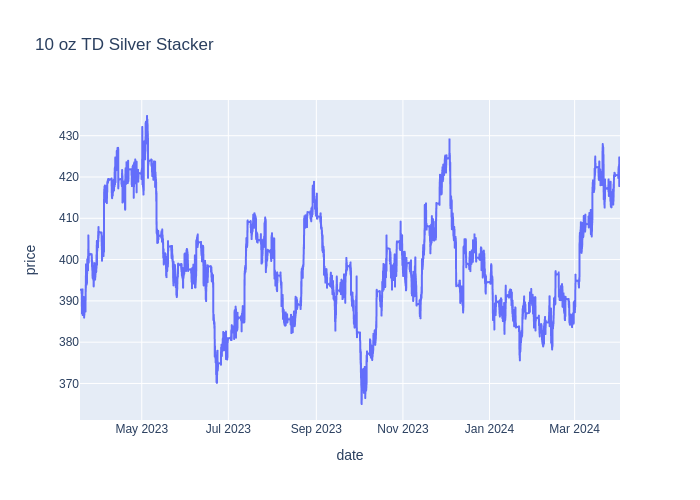 10 oz TD Silver Stacker
430
420
410
400
390
380
370
price
May 2023
Jul 2023
Sep 2023
Nov 2023
Jan 2024
Mar 2024
date